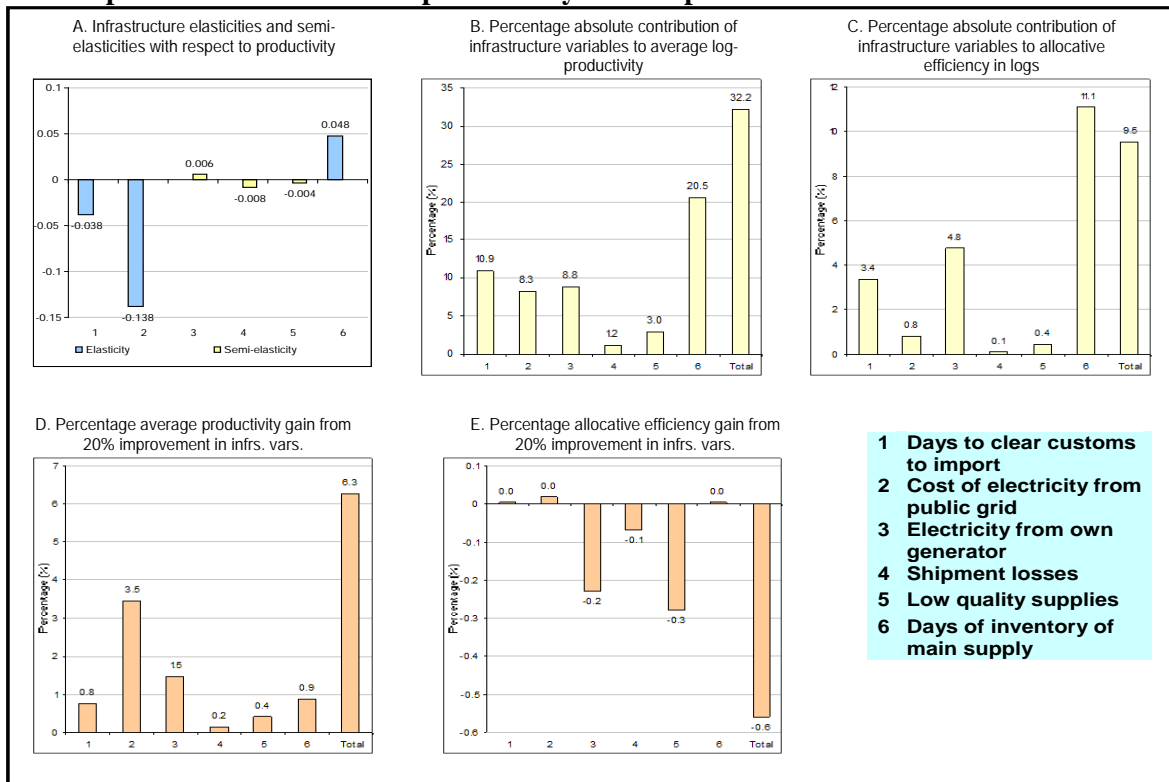 A. Infrastructure elasticities and semi-
elasticities with respect to productivity
0.1
0.05
0
-0.05
-0.1
-0.15
-0.038
-0.138
0.006
-0.008
-0.004
0.048
1 2 3 4 5 6
Elasticity Semi-elasticity
B. Percentage absolute contribution of
infrastructure variables to average log-
productivity
Percentage (%)
40
35
30
25
20
15
10
5
0
10.9
8.3
8.8
1.2
3.0
20.5
32.2
1 2 3 4 5 6 Total
C. Percentage absolute contribution of
infrastructure variables to allocative
efficiency in logs
Percentage (%)
12
10
8
6
4
2
0
3.4
0.8
4.8
0.1
0.4
11.1
9.5
1 2 3 4 5 6 Total
D. Percentage average productivity gain from
20% improvement in infrs. vars.
Percentage (%)
7
6
5
4
3
2
1
0
0.8
3.5
1.5
0.2
0.4
0.9
6.3
1 2 3 4 5 6 Total
E. Percentage allocative efficiency gain from
20% improvement in infrs. vars.
Percentage (%)
0.1
0
-0.1
-0.2
-0.3
-0.4
-0.5
-0.6
0.0
0.0
-0.2
-0.1
-0.3
0.0
-0.6
1 2 3 4 5 6 Total
1 Days to clear customs
to import
2 Cost of electricity from
public grid
3 Electricity from own
generator
4 Shipment losses
5 Low quality supplies
6 Days of inventory of
main supply